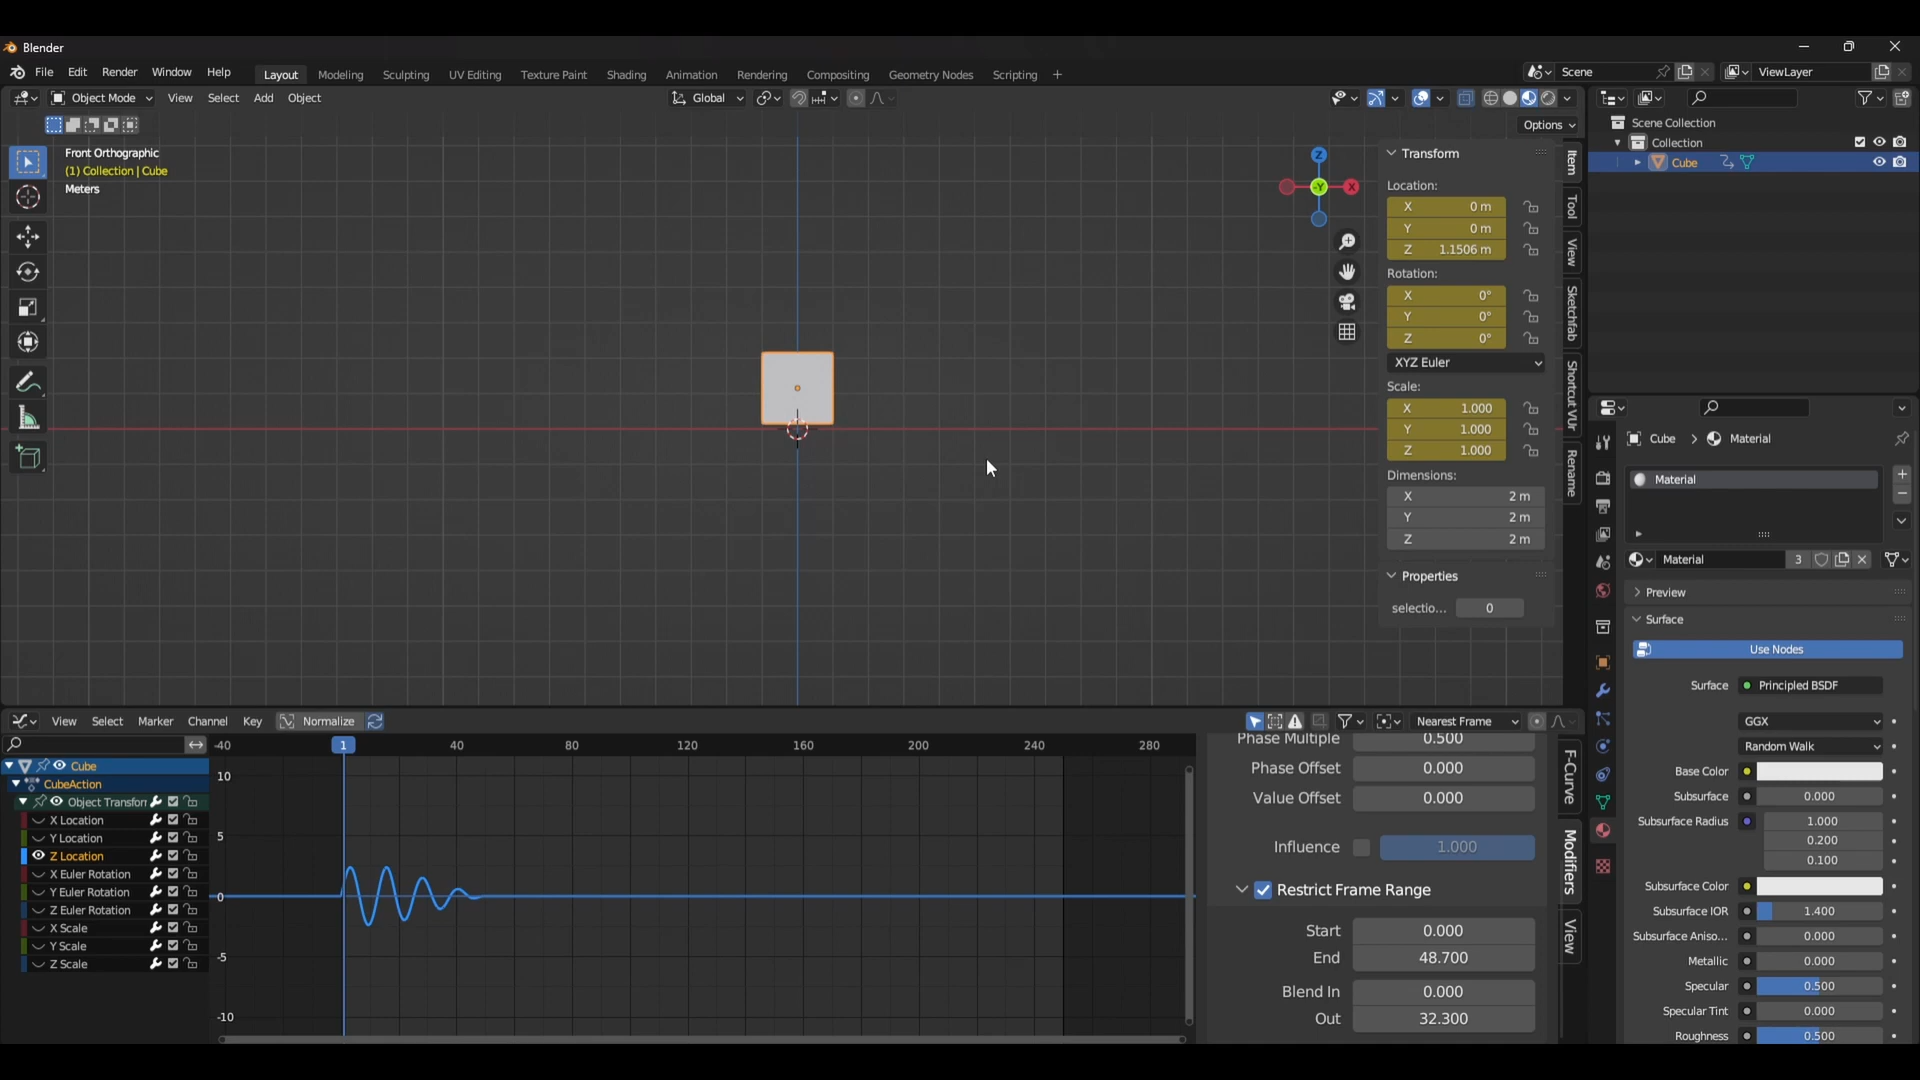 Blender
File Edit Render Window Help Layout Modeling Sculpting UV Editing Texture Paint Shading Animation Rendering Compositing Geometry Nodes Scripting + Scene ViewLayer
Object Mode View Select Add Object Global
Options
Front Orthographic
(1) Collection | Cube
Meters
Z
-Y
X
Transform
Location:
X 0 m
Y 0 m
Z 1.1506 m
Rotation:
X 0°
Y 0°
Z 0°
XYZ Euler
Scale:
X 1.000
Y 1.000
Z 1.000
Dimensions:
X 2 m
Y 2 m
Z 2 m
Properties
selectio... 0
Item
Tool
View
Sketchfab
Shortcut VUr
Rename
Scene Collection
Collection
Cube
Cube > Material
Material
Material 3
Preview
Surface
Use Nodes
Surface Principled BSDF
GGX
Random Walk
Base Color
Subsurface 0.000
Subsurface Radius 1.000
0.200
0.100
Subsurface Color
Subsurface IOR 1.400
Subsurface Aniso... 0.000
Metallic 0.000
Specular 0.500
Specular Tint 0.000
Roughness 0.500
View Select Marker Channel Key Normalize Nearest Frame
-40 1 40 80 120 160 200 240 280
Cube
CubeAction
Object Transfor
X Location
Y Location
Z Location
X Euler Rotation
Y Euler Rotation
Z Euler Rotation
X Scale
Y Scale
Z Scale
10
5
0
-5
-10
Phase Multiple 0.500
Phase Offset 0.000
Value Offset 0.000
Influence 1.000
Restrict Frame Range
Start 0.000
End 48.700
Blend In 0.000
Out 32.300
F-Curve
Modifiers
View